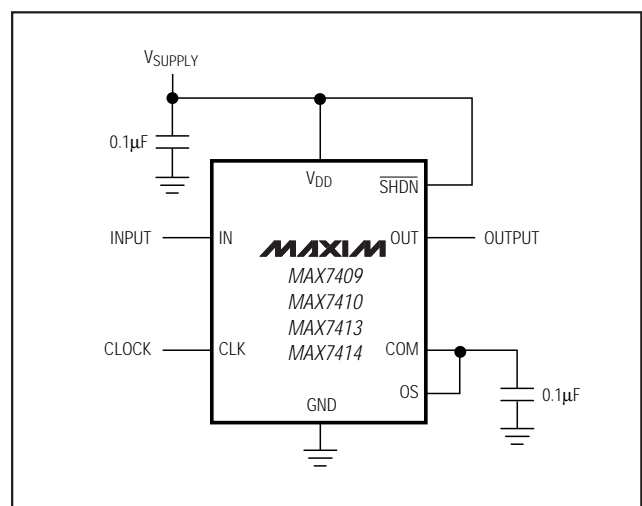 VSUPPLY
0.1µF
VDD
SHDN
INPUT
IN
MAXIM
OUT
OUTPUT
MAX7409
MAX7410
MAX7413
MAX7414
CLOCK
CLK
COM
OS
0.1µF
GND